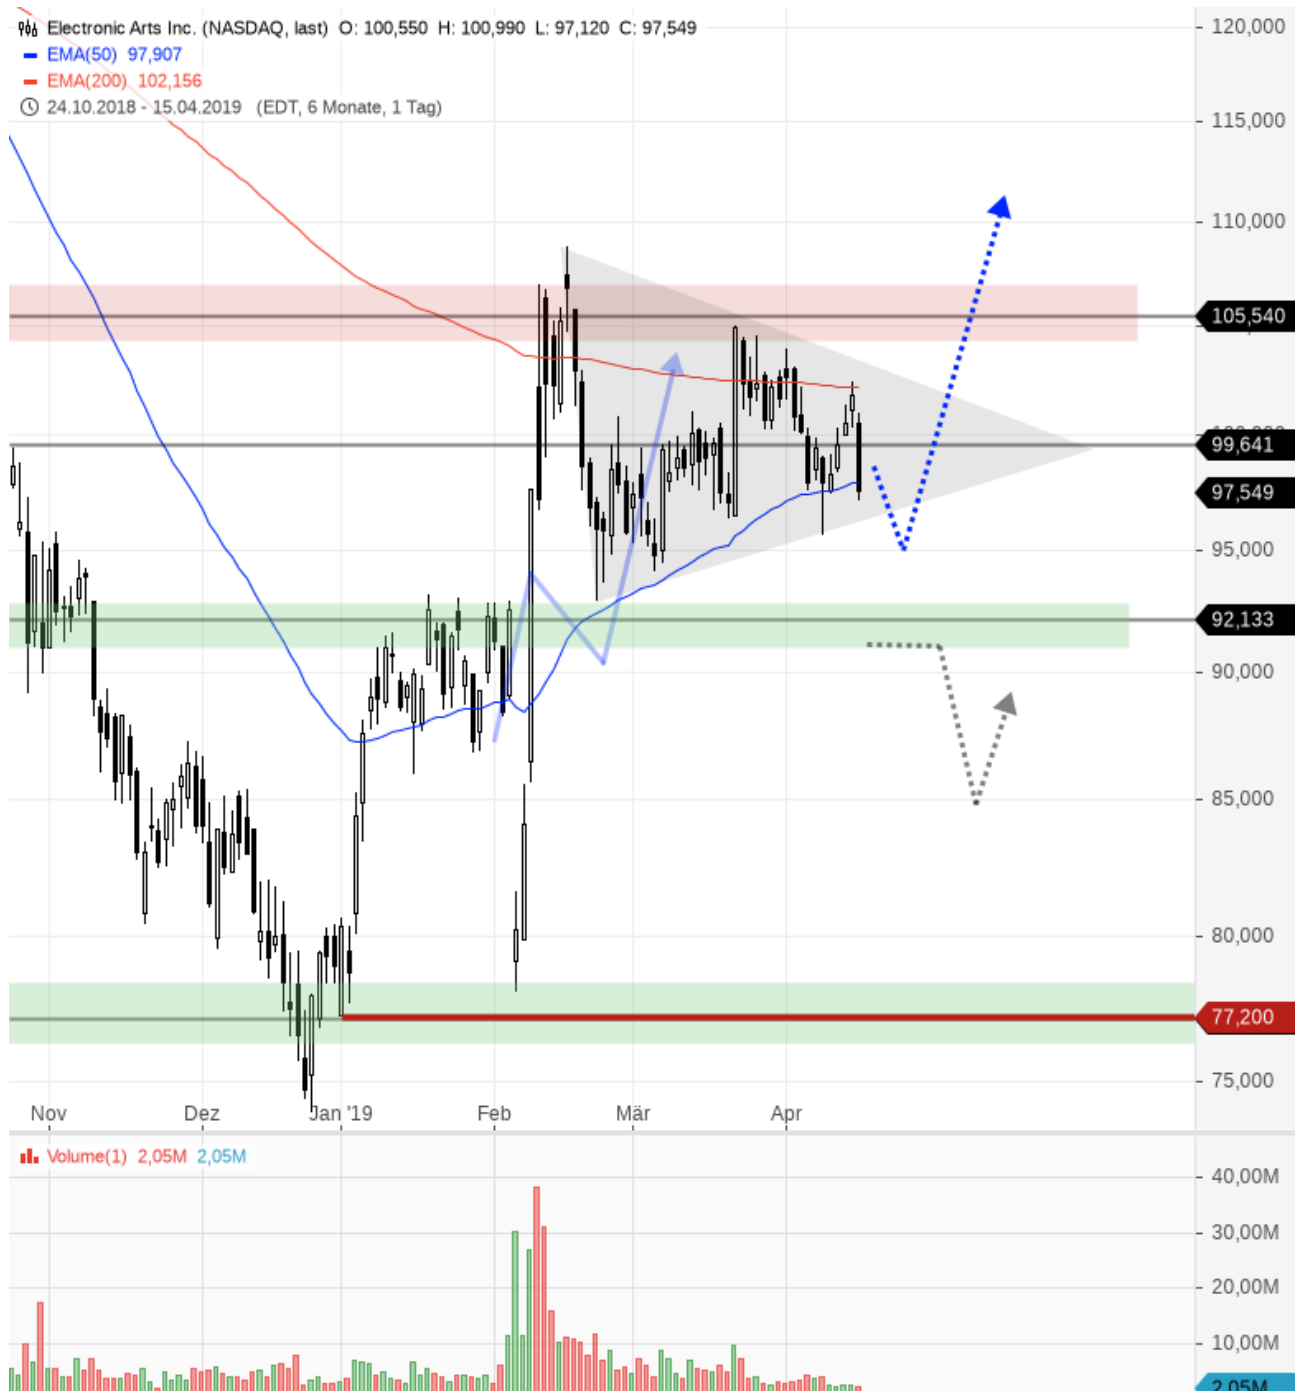 Electronic Arts Inc. (NASDAQ, last) O: 100,550 H: 100,990 L: 97,120 C: 97,549
EMA(50) 97,907
EMA(200) 102,156
24.10.2018 - 15.04.2019 (EDT, 6 Monate, 1 Tag)
120,000
115,000
110,000
105,540
99,641
97,549
95,000
92,133
90,000
85,000
80,000
77,200
75,000
Nov Dez Jan '19 Feb Mär Apr
Volume(1) 2,05M 2,05M
40,00M
30,00M
20,00M
10,00M
2,05M